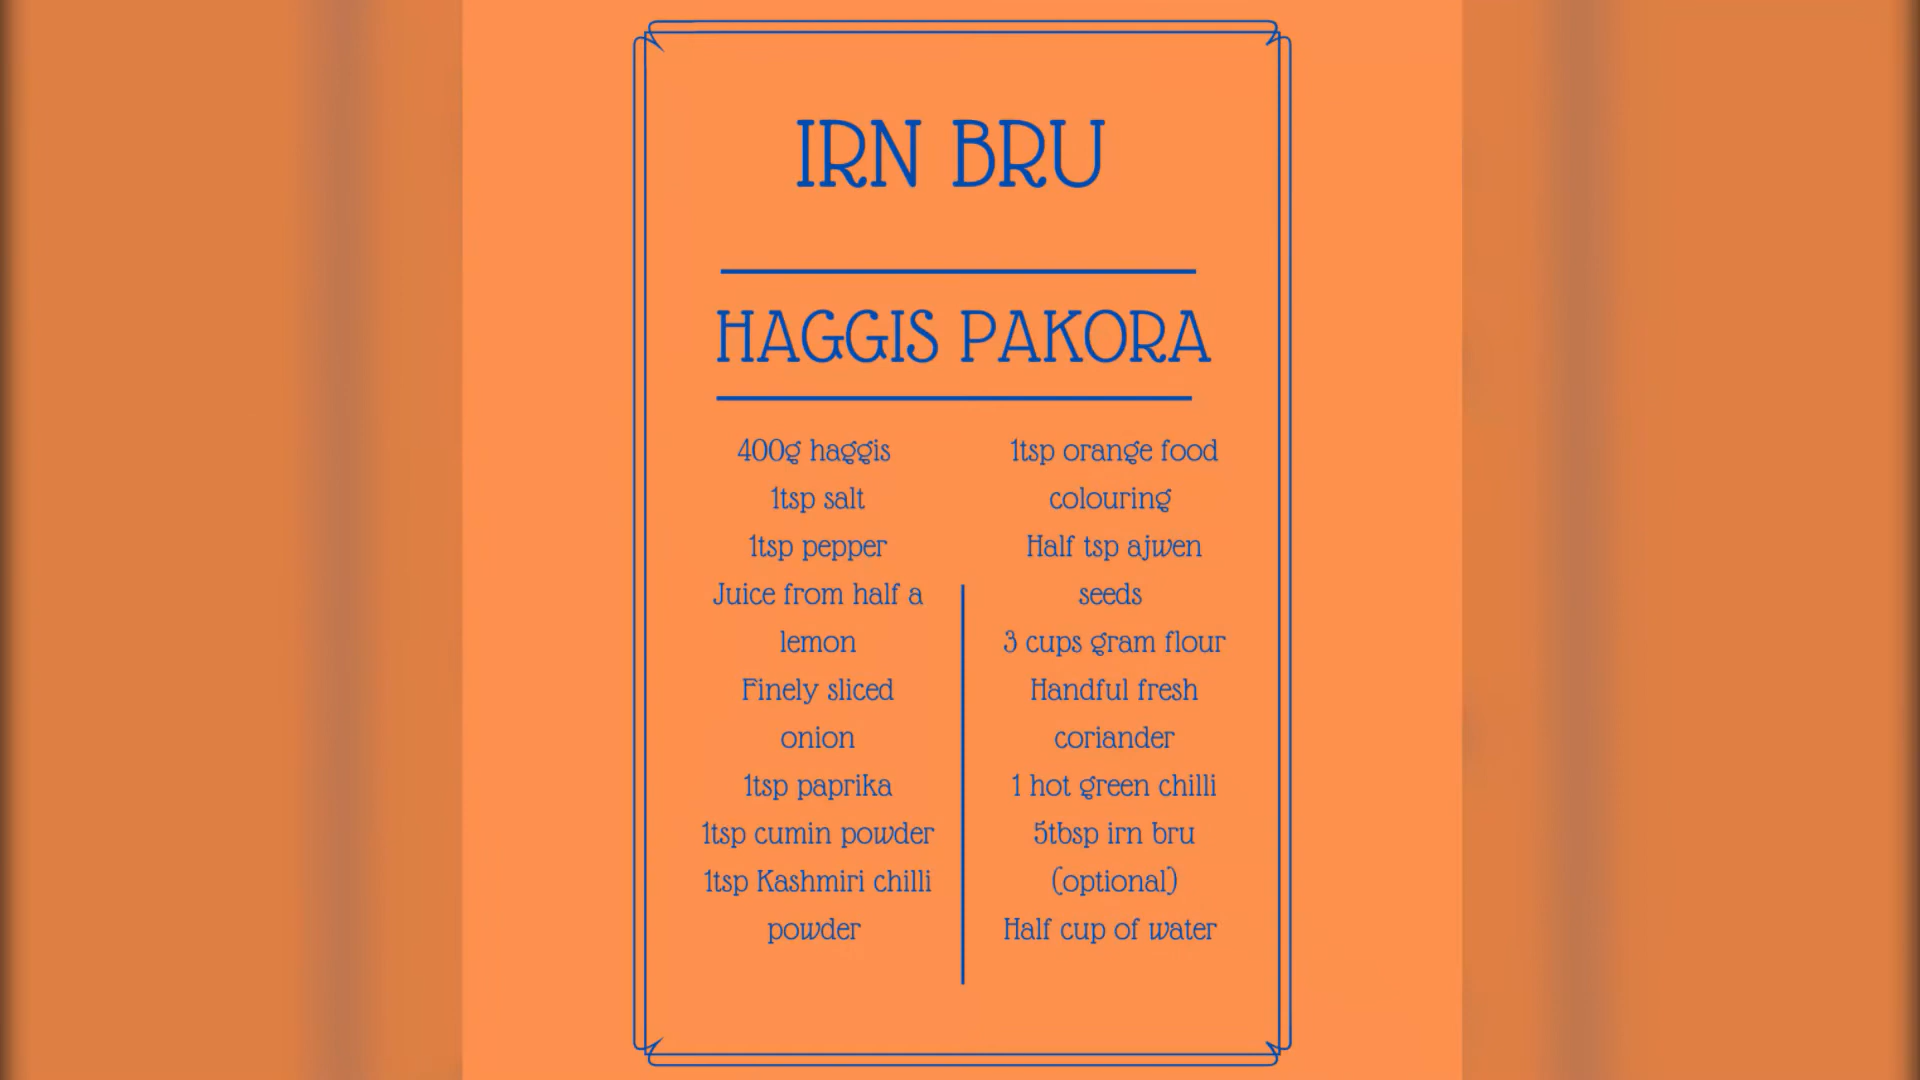 IRN BRU
HAGGIS PAKORA
400g haggis
1tsp salt
1tsp pepper
Juice from half a
lemon
Finely sliced
onion
1tsp paprika
1tsp cumin powder
1tsp Kashmiri chilli
powder
1tsp orange food
colouring
Half tsp ajwen
seeds
3 cups gram flour
Handful fresh
coriander
1 hot green chilli
5tbsp irn bru
(optional)
Half cup of water